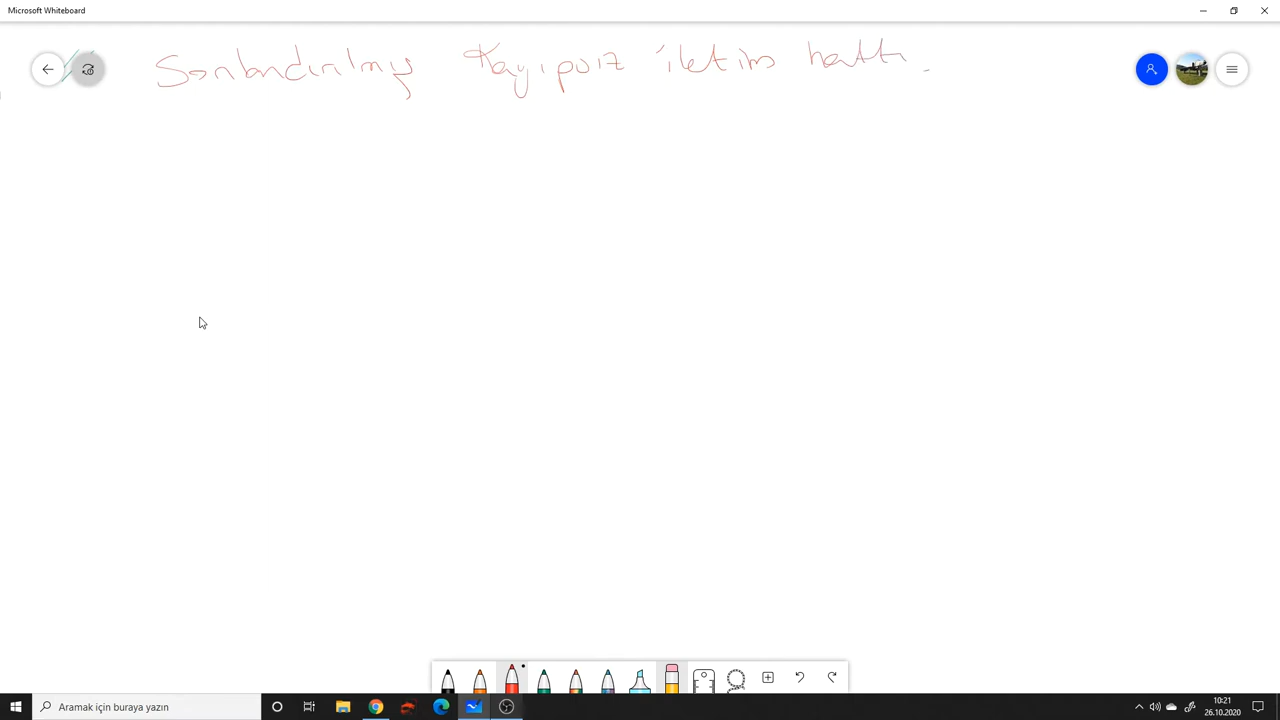 Microsoft Whiteboard
Sonlandırılmış Kayıpsız iletim hattı.
Aramak için buraya yazın
10:21
26.10.2020